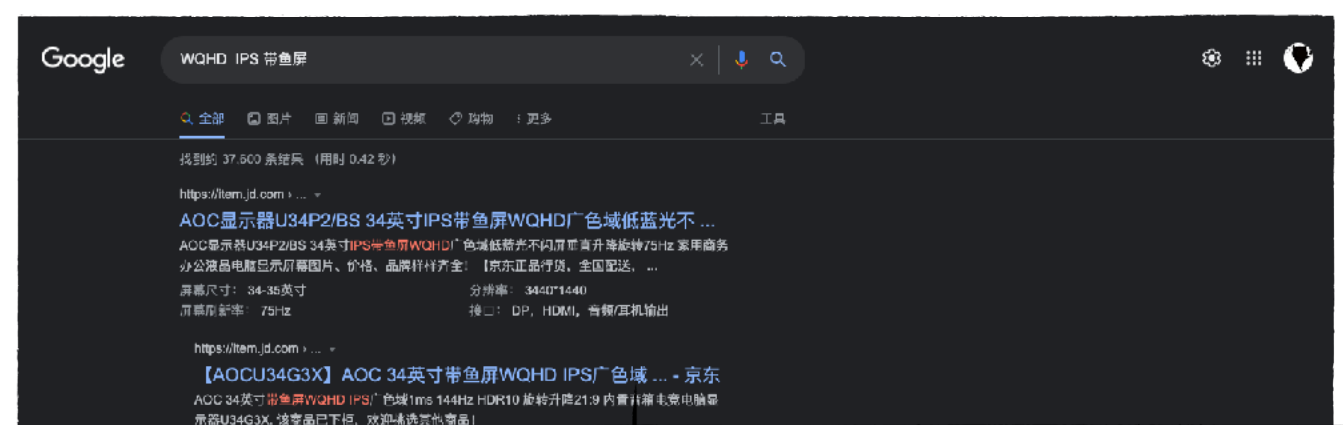 Google
WQHD IPS 带鱼屏
全部 图片 新闻 视频 购物 更多 工具
找到约 37,600 条结果 (用时 0.42 秒)
https://item.jd.com › ...
AOC显示器U34P2/BS 34英寸IPS带鱼屏WQHD广色域低蓝光不 ...
AOC显示器U34P2/BS 34英寸IPS带鱼屏WQHD广色域低蓝光不闪屏垂直升降旋转75Hz 家用商务
办公液晶电脑显示屏幕图片、价格、品牌样样齐全!【京东正品行货,全国配送, ...
屏幕尺寸: 34-35英寸 分辨率: 3440*1440
屏幕刷新率: 75Hz 接口: DP, HDMI, 音频/耳机输出
https://item.jd.com › ...
【AOCU34G3X】AOC 34英寸带鱼屏WQHD IPS广色域 ... - 京东
AOC 34英寸带鱼屏WQHD IPS广色域1ms 144Hz HDR10 旋转升降21:9 内置音箱电竞电脑显
示器U34G3X, 该商品已下柜, 欢迎挑选其他商品!